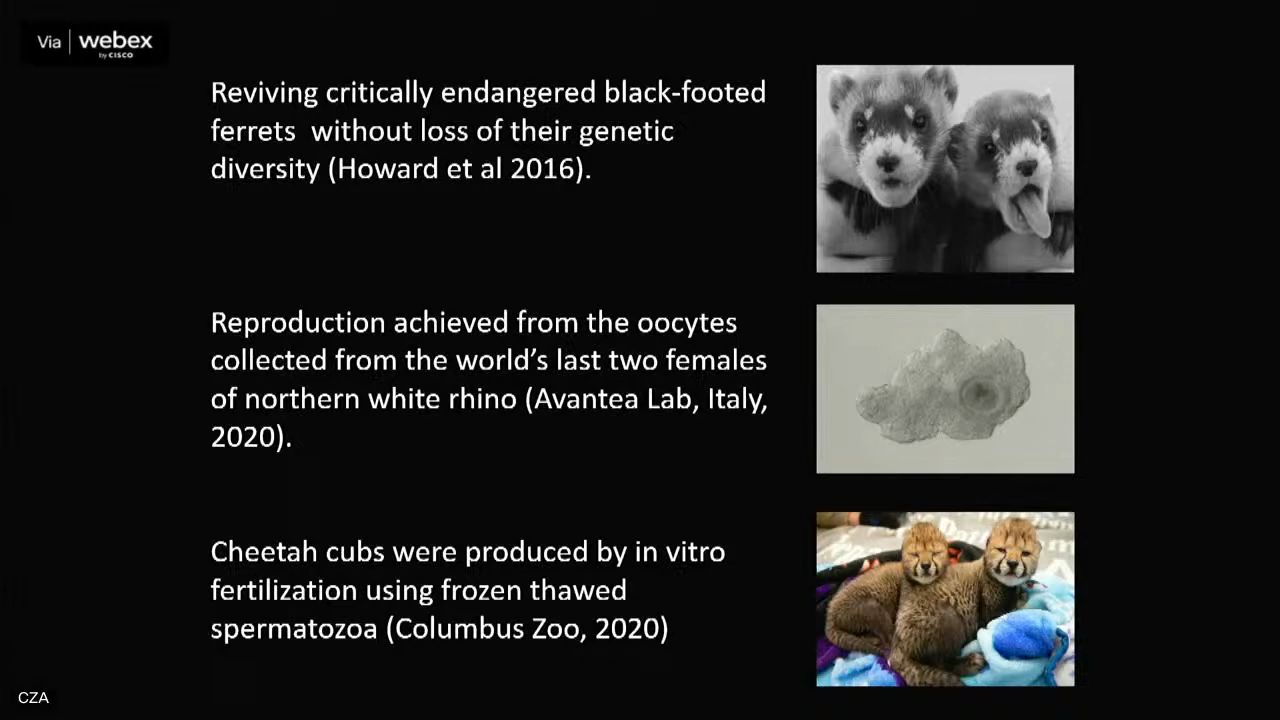 Via | webex
by CISCO
Reviving critically endangered black-footed
ferrets  without loss of their genetic
diversity (Howard et al 2016).
Reproduction achieved from the oocytes
collected from the world’s last two females
of northern white rhino (Avantea Lab, Italy,
2020).
Cheetah cubs were produced by in vitro
fertilization using frozen thawed
spermatozoa (Columbus Zoo, 2020)
CZA